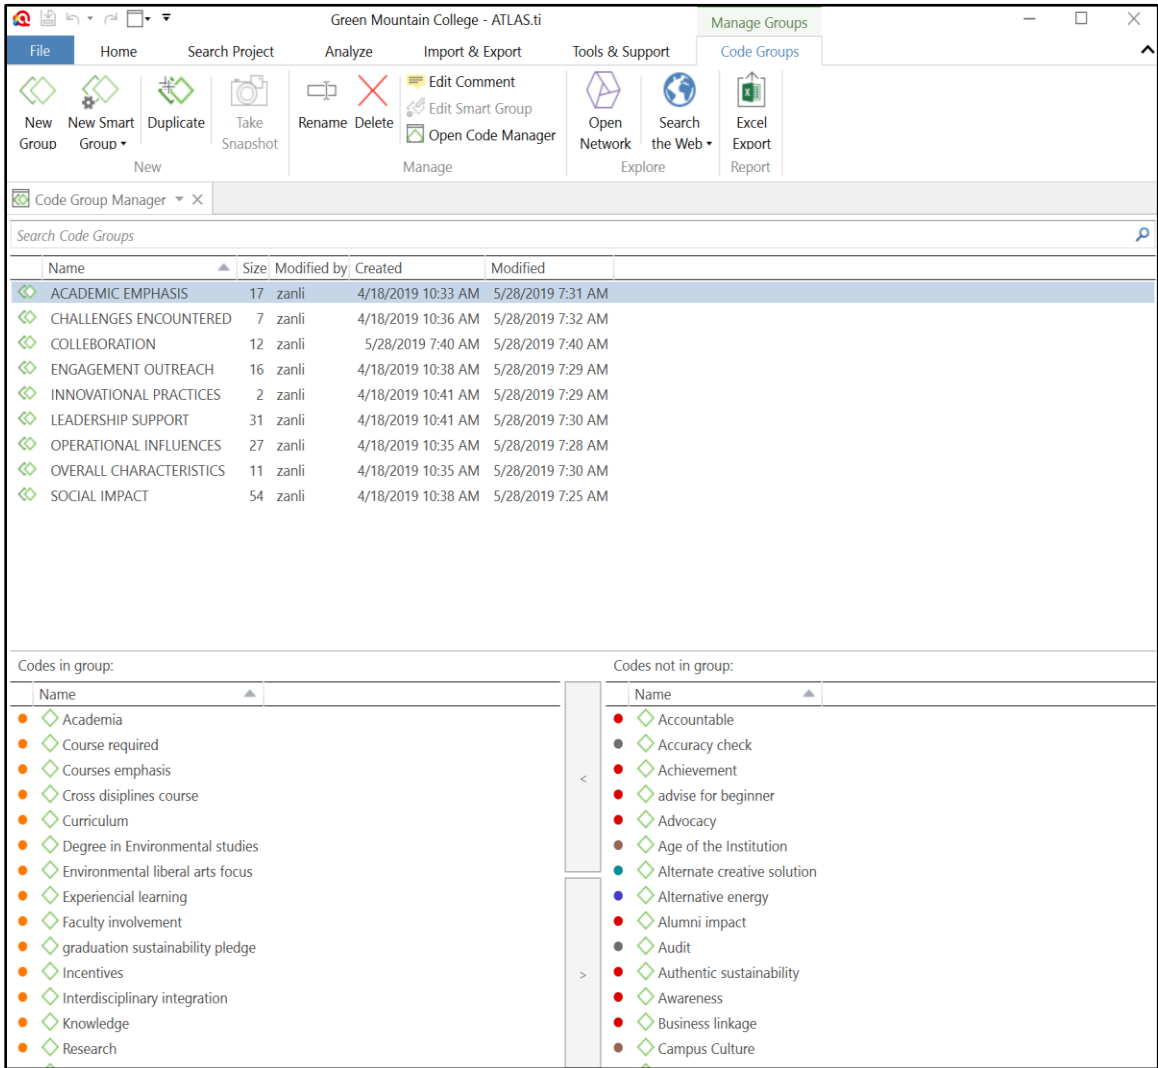 Green Mountain College - ATLAS.ti
Manage Groups
File Home Search Project Analyze Import & Export Tools & Support Code Groups
New Group
New Smart Group
Duplicate
Take Snapshot
Rename
Delete
Edit Comment
Edit Smart Group
Open Code Manager
Open Network
Search the Web
Excel Export
New Manage Explore Report
Code Group Manager
Search Code Groups
Name Size Modified by Created Modified
ACADEMIC EMPHASIS 17 zanli 4/18/2019 10:33 AM 5/28/2019 7:31 AM
CHALLENGES ENCOUNTERED 7 zanli 4/18/2019 10:36 AM 5/28/2019 7:32 AM
COLLEBORATION 12 zanli 5/28/2019 7:40 AM 5/28/2019 7:40 AM
ENGAGEMENT OUTREACH 16 zanli 4/18/2019 10:38 AM 5/28/2019 7:29 AM
INNOVATIONAL PRACTICES 2 zanli 4/18/2019 10:41 AM 5/28/2019 7:29 AM
LEADERSHIP SUPPORT 31 zanli 4/18/2019 10:41 AM 5/28/2019 7:30 AM
OPERATIONAL INFLUENCES 27 zanli 4/18/2019 10:35 AM 5/28/2019 7:28 AM
OVERALL CHARACTERISTICS 11 zanli 4/18/2019 10:35 AM 5/28/2019 7:30 AM
SOCIAL IMPACT 54 zanli 4/18/2019 10:38 AM 5/28/2019 7:25 AM
Codes in group:
Name
Academia
Course required
Courses emphasis
Cross disiplines course
Curriculum
Degree in Environmental studies
Environmental liberal arts focus
Experiencial learning
Faculty involvement
graduation sustainability pledge
Incentives
Interdisciplinary integration
Knowledge
Research
<
>
Codes not in group:
Name
Accountable
Accuracy check
Achievement
advise for beginner
Advocacy
Age of the Institution
Alternate creative solution
Alternative energy
Alumni impact
Audit
Authentic sustainability
Awareness
Business linkage
Campus Culture